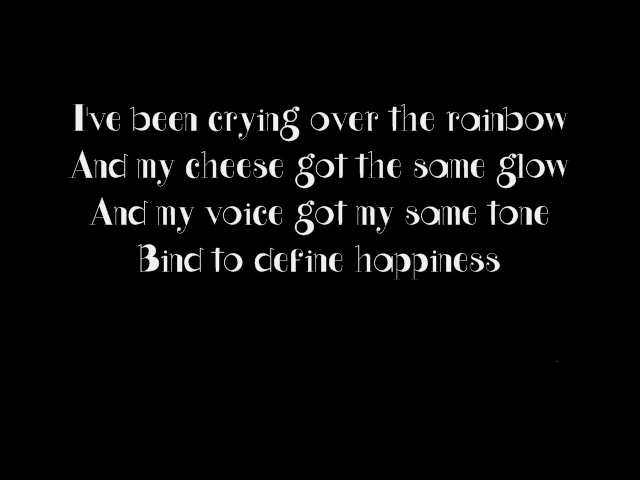 I've been crying over the rainbow
And my cheese got the same glow
And my voice got my same tone
Bind to define happiness